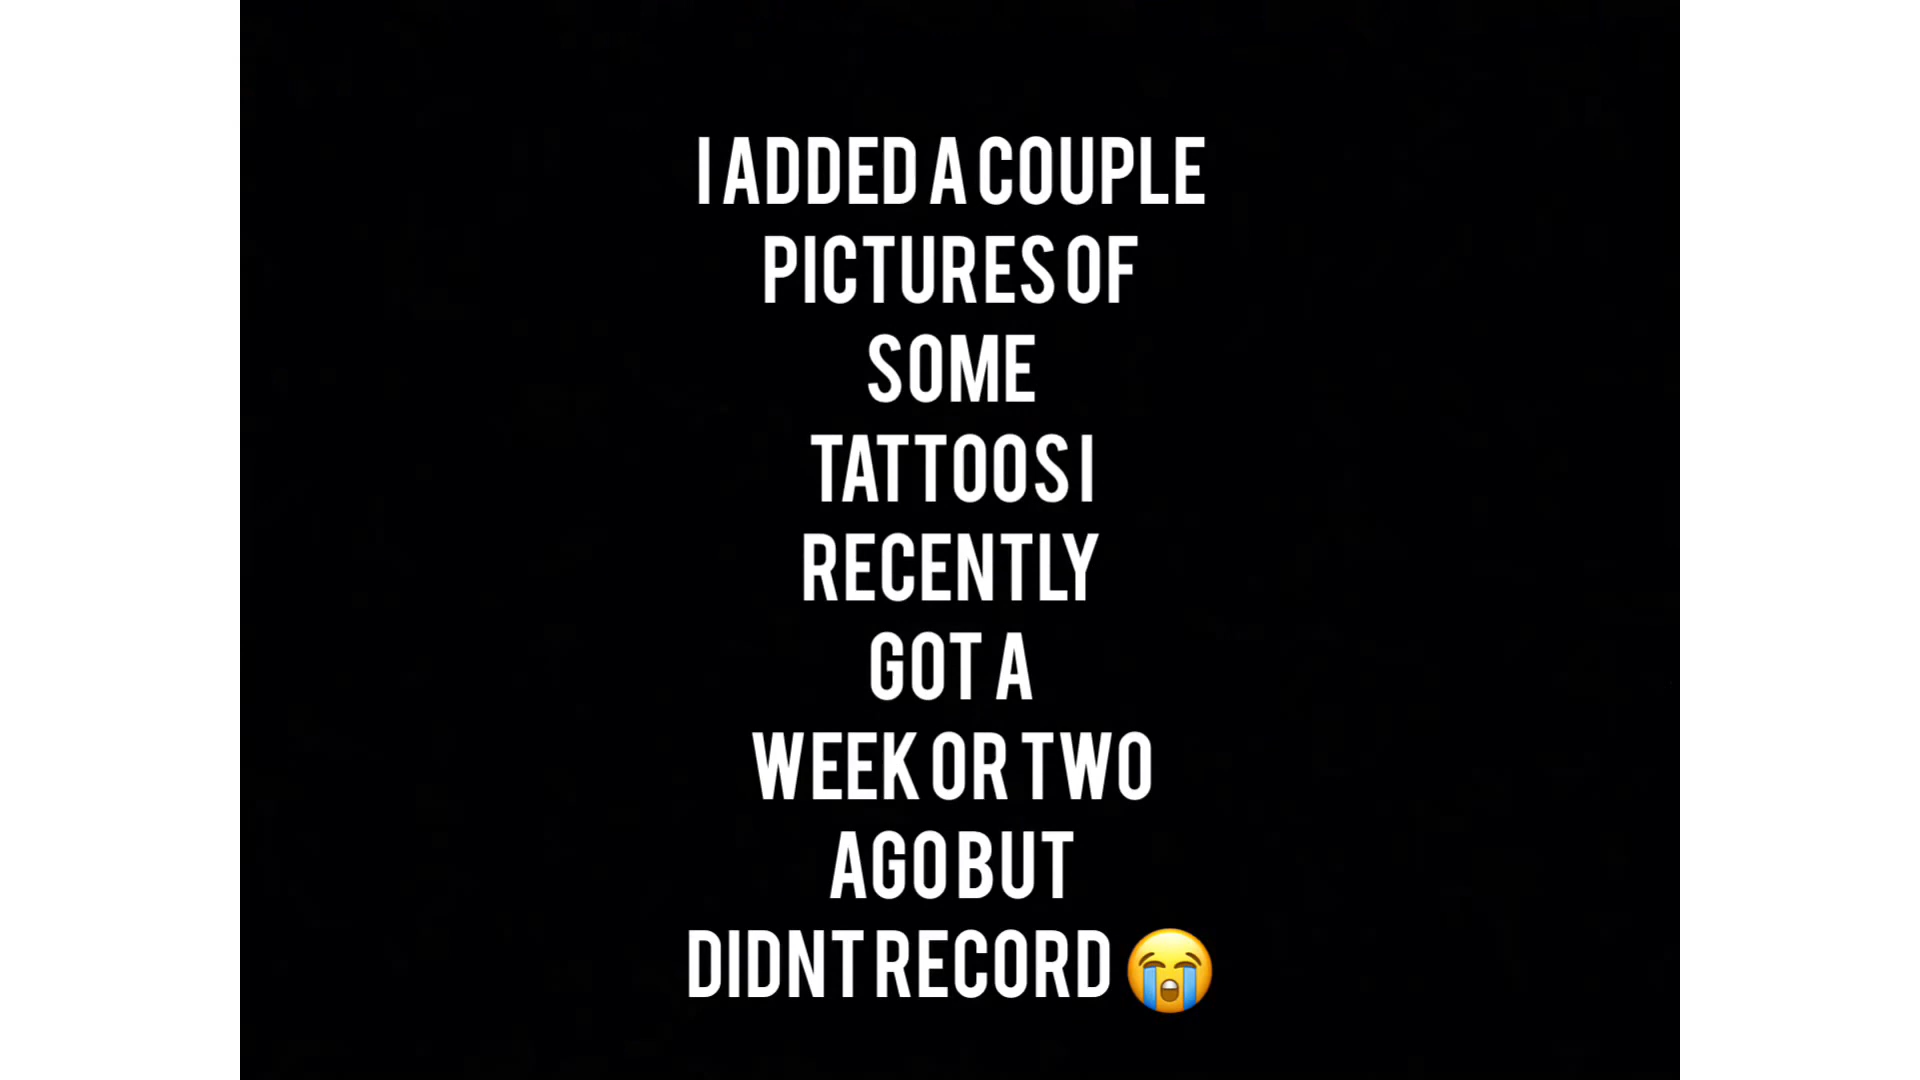 I ADDED A COUPLE
PICTURES OF
SOME
TATTOOS I
RECENTLY
GOT A
WEEK OR TWO
AGO BUT
DIDNT RECORD 😭